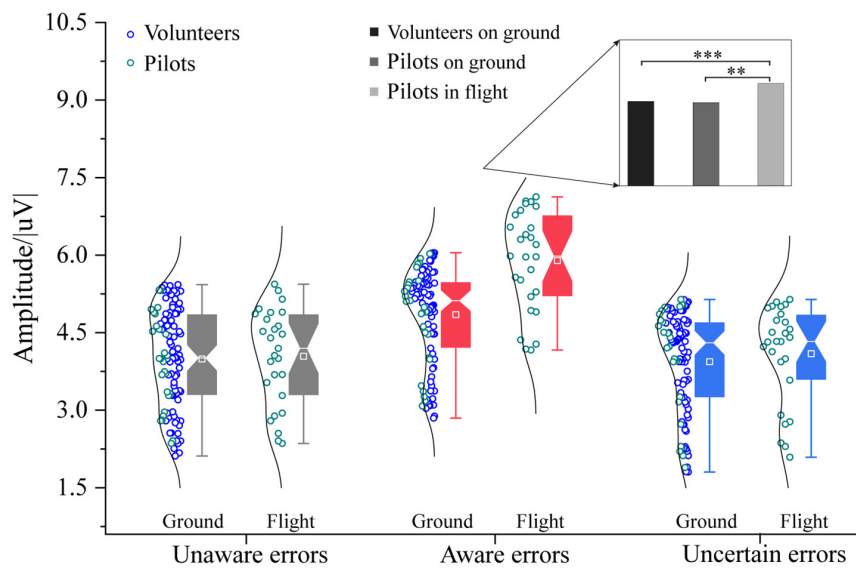 10.5
9.0
7.5
6.0
4.5
3.0
1.5
Amplitude/|uV|
Volunteers
Pilots
Volunteers on ground
Pilots on ground
Pilots in flight
***
**
Ground Flight Ground Flight Ground Flight
Unaware errors Aware errors Uncertain errors